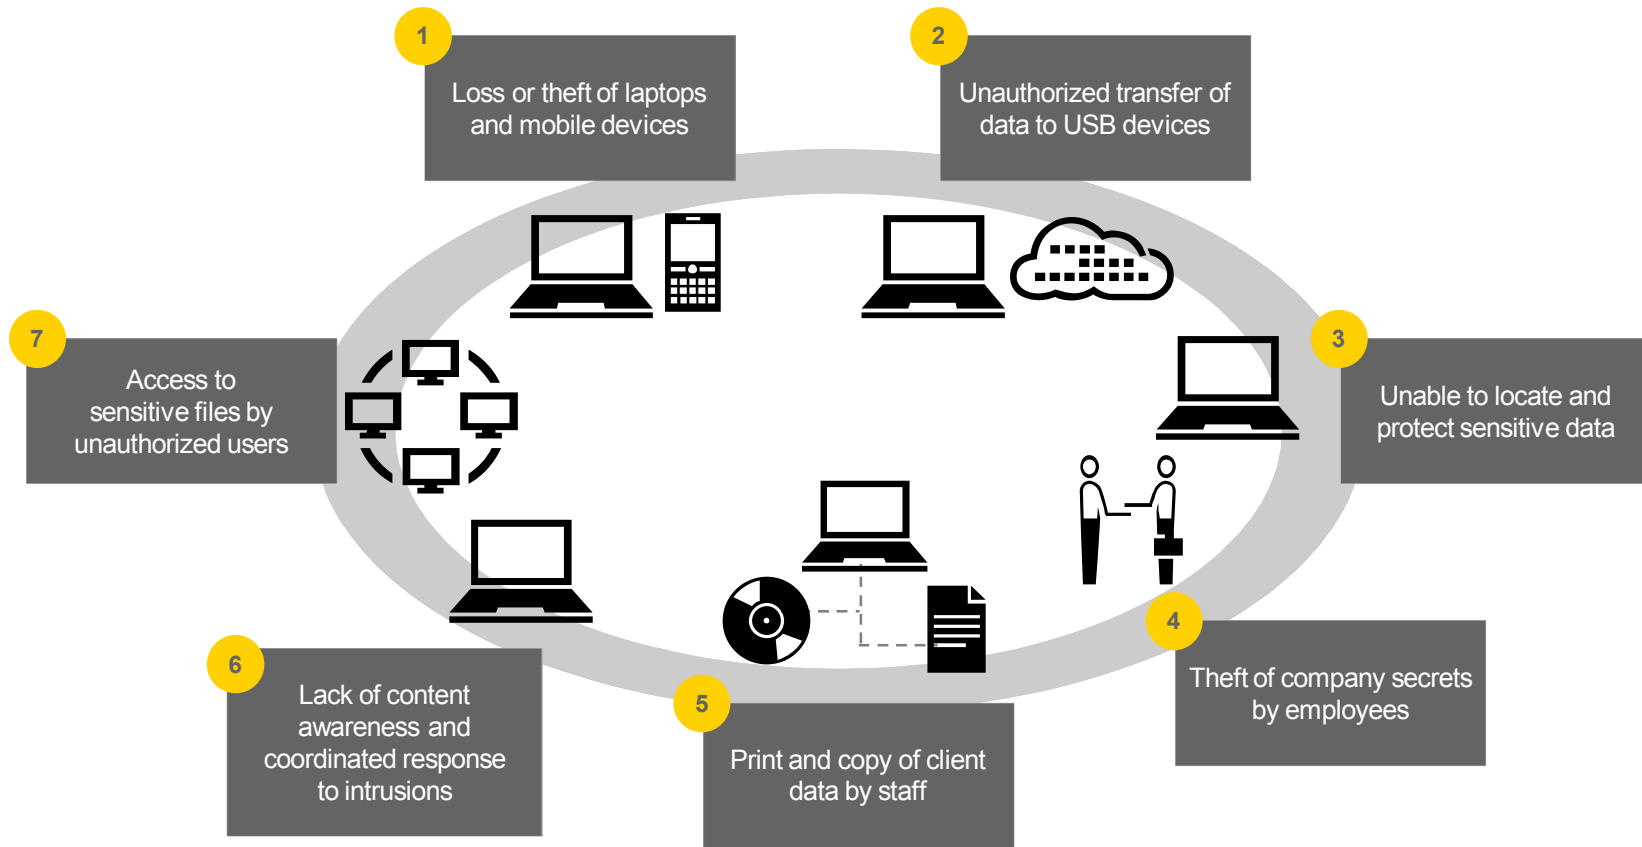 1
Loss or theft of laptops
and mobile devices
2
Unauthorized transfer of
data to USB devices
3
Unable to locate and
protect sensitive data
4
Theft of company secrets
by employees
5
Print and copy of client
data by staff
6
Lack of content
awareness and
coordinated response
to intrusions
7
Access to
sensitive files by
unauthorized users